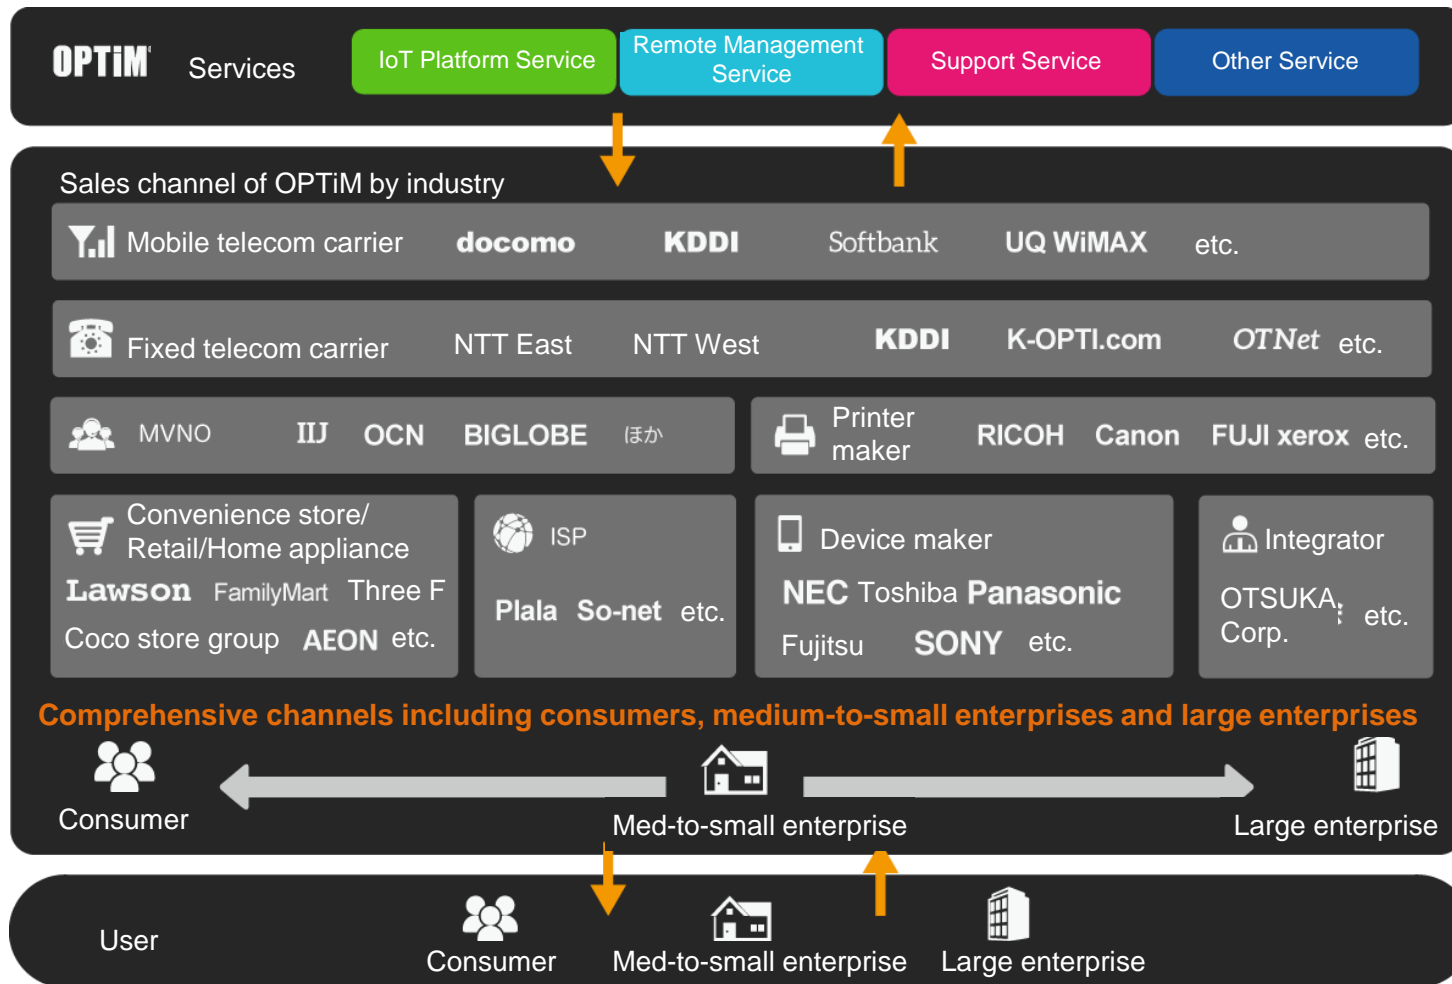 OPTiM Services
IoT Platform Service
Remote Management
Service
Support Service
Other Service
Sales channel of OPTiM by industry
Mobile telecom carrier docomo KDDI Softbank UQ WiMAX etc.
Fixed telecom carrier NTT East NTT West KDDI K-OPTI.com OTNet etc.
MVNO IIJ OCN BIGLOBE ほか
Printer
maker
RICOH Canon FUJI xerox etc.
Convenience store/
Retail/Home appliance
Lawson FamilyMart Three F
Coco store group AEON etc.
ISP
Plala So-net etc.
Device maker
NEC Toshiba Panasonic
Fujitsu SONY etc.
Integrator
OTSUKA
Corp.
etc.
Comprehensive channels including consumers, medium-to-small enterprises and large enterprises
Consumer
Med-to-small enterprise
Large enterprise
User
Consumer
Med-to-small enterprise
Large enterprise